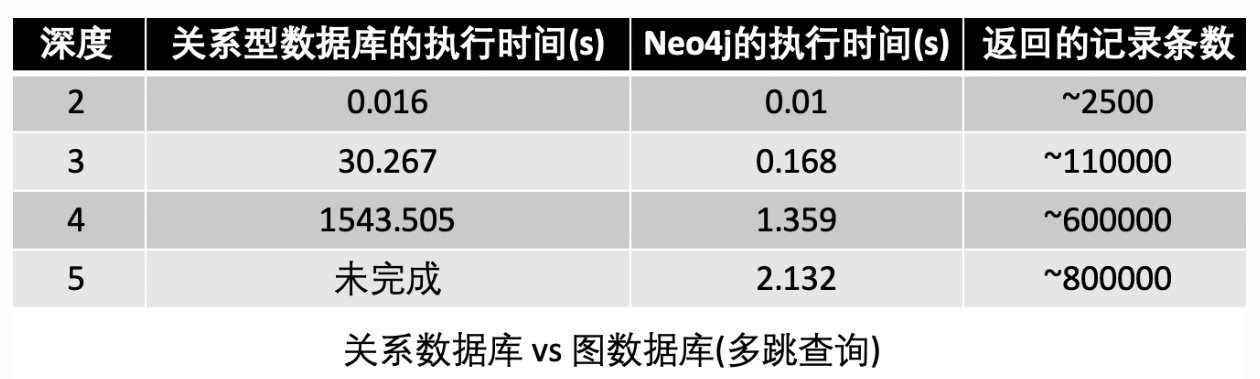 深度 关系型数据库的执行时间(s) Neo4j的执行时间(s) 返回的记录条数
2 0.016 0.01 ~2500
3 30.267 0.168 ~110000
4 1543.505 1.359 ~600000
5 未完成 2.132 ~800000
关系数据库 vs 图数据库(多跳查询)